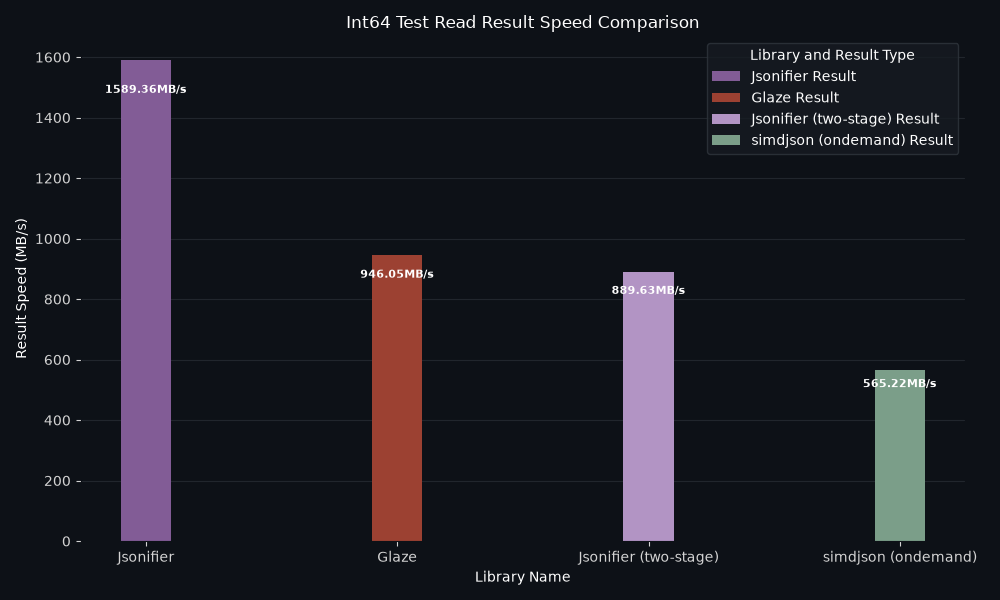 Int64 Test Read Result Speed Comparison
Library and Result Type
Jsonifier Result
Glaze Result
Jsonifier (two-stage) Result
simdjson (ondemand) Result
Result Speed (MB/s)
1600
1400
1200
1000
800
600
400
200
0
1589.36MB/s
946.05MB/s
889.63MB/s
565.22MB/s
Jsonifier
Glaze
Jsonifier (two-stage)
simdjson (ondemand)
Library Name